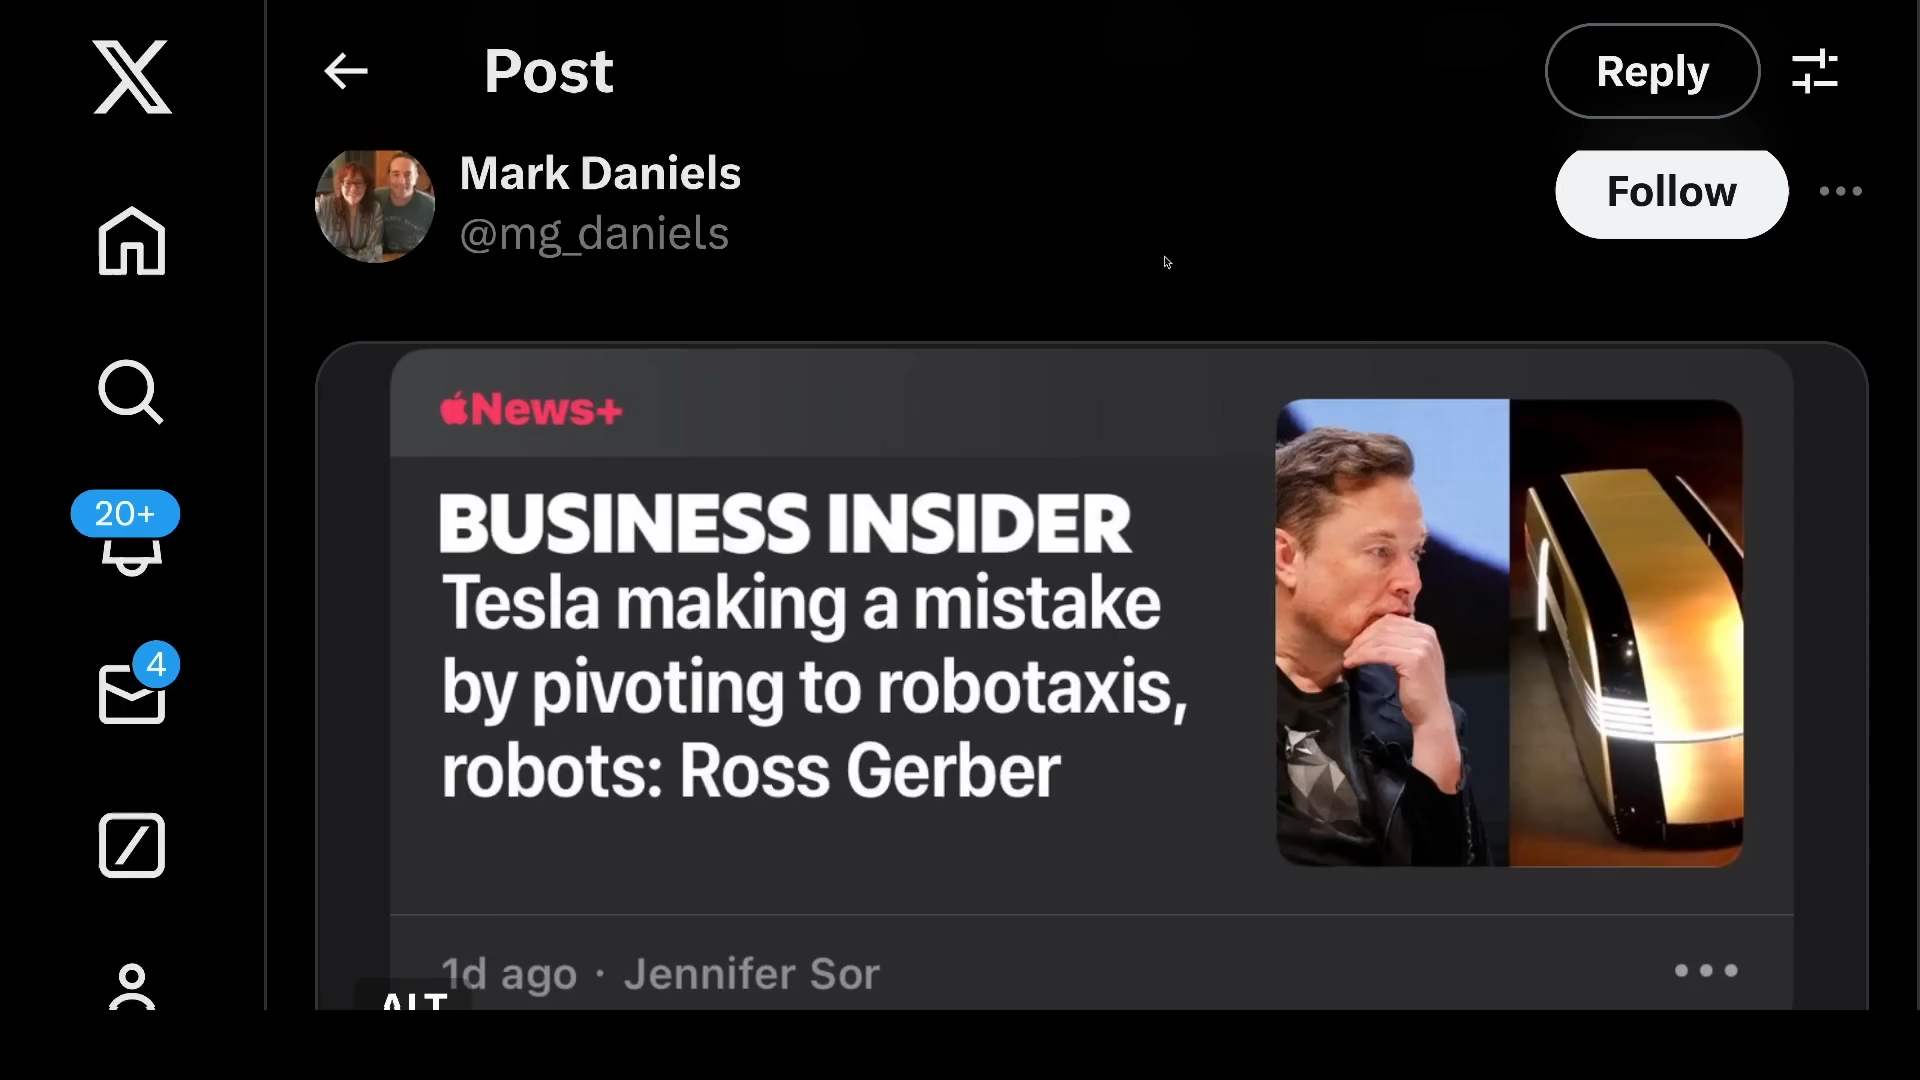 Post
Reply
Mark Daniels
@mg_daniels
Follow
20+
4
News+
BUSINESS INSIDER
Tesla making a mistake
by pivoting to robotaxis,
robots: Ross Gerber
1d ago · Jennifer Sor
ALT